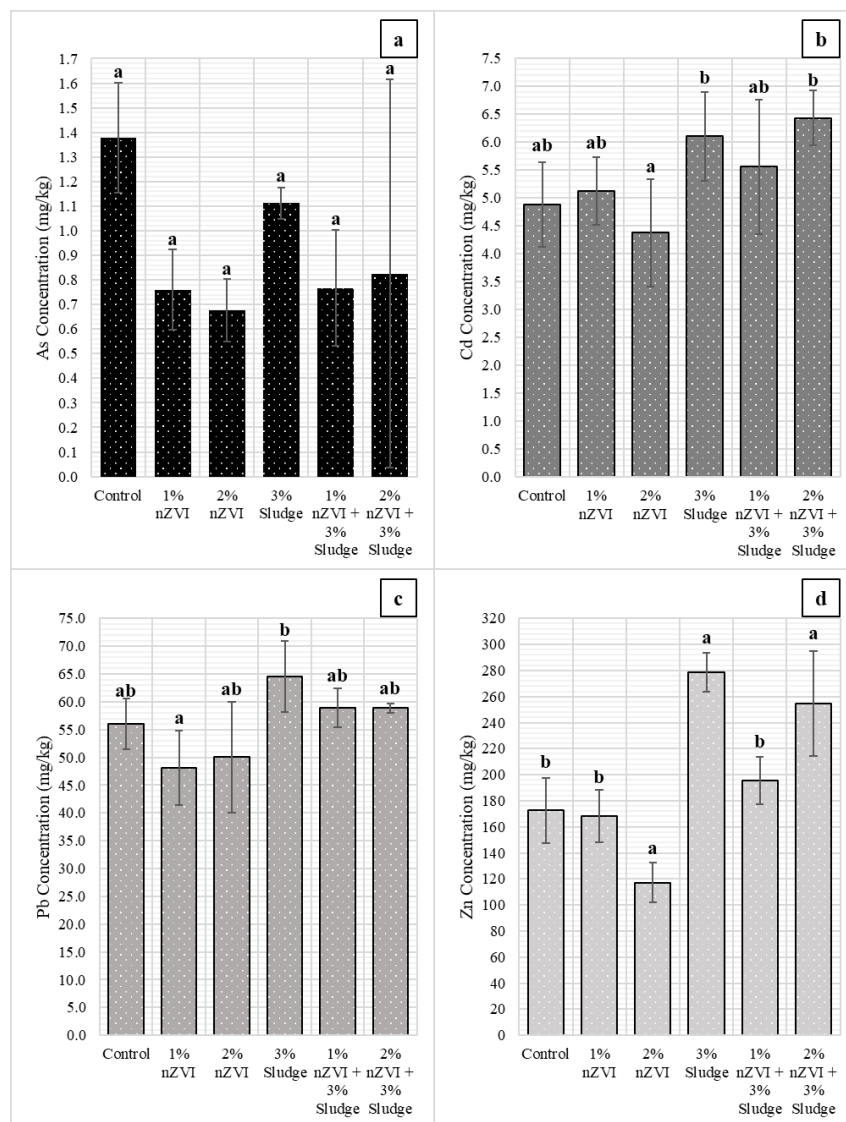 a
As Concentration (mg/kg)
1.7
1.6
1.5
1.4
1.3
1.2
1.1
1.0
0.9
0.8
0.7
0.6
0.5
0.4
0.3
0.2
0.1
0.0
a
a
a
a
a
a
Control
1% nZVI
2% nZVI
3% Sludge
1% nZVI + 3% Sludge
2% nZVI + 3% Sludge
b
Cd Concentration (mg/kg)
7.5
7.0
6.5
6.0
5.5
5.0
4.5
4.0
3.5
3.0
2.5
2.0
1.5
1.0
0.5
0.0
ab
ab
a
b
ab
b
Control
1% nZVI
2% nZVI
3% Sludge
1% nZVI + 3% Sludge
2% nZVI + 3% Sludge
c
Pb Concentration (mg/kg)
75.0
70.0
65.0
60.0
55.0
50.0
45.0
40.0
35.0
30.0
25.0
20.0
15.0
10.0
5.0
0.0
ab
a
ab
b
ab
ab
Control
1% nZVI
2% nZVI
3% Sludge
1% nZVI + 3% Sludge
2% nZVI + 3% Sludge
d
Zn Concentration (mg/kg)
320
300
280
260
240
220
200
180
160
140
120
100
80
60
40
20
0
b
b
a
a
b
a
Control
1% nZVI
2% nZVI
3% Sludge
1% nZVI + 3% Sludge
2% nZVI + 3% Sludge